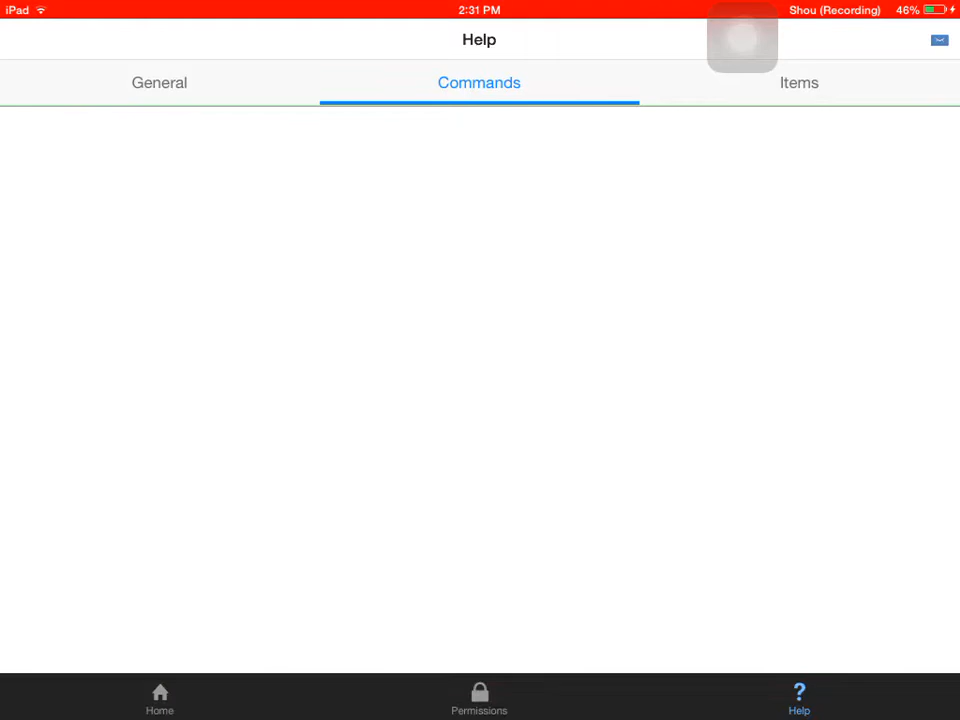 iPad 2:31 PM Shou (Recording) 46%
Help
General Commands Items
Home Permissions Help